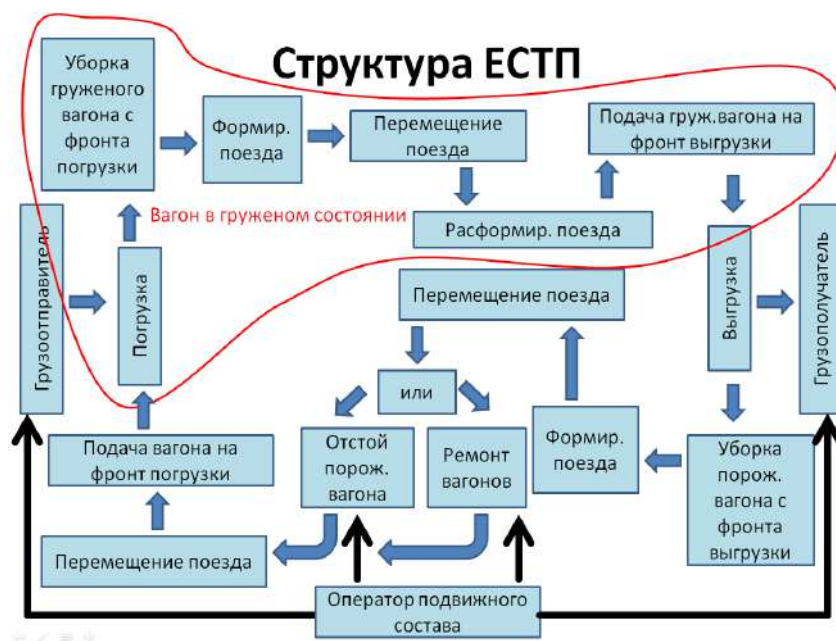 Структура ЕСТП
Уборка
груженого
вагона с
фронта
погрузки
Формир.
поезда
Перемещение
поезда
Подача груж.вагона на
фронт выгрузки
Вагон в груженом состоянии
Расформир. поезда
Грузоотправитель
Погрузка
Перемещение поезда
Выгрузка
Грузополучатель
или
Подача вагона на
фронт погрузки
Отстой
порож.
вагона
Ремонт
вагонов
Формир.
поезда
Уборка
порож.
вагона с
фронта
выгрузки
Перемещение поезда
Оператор подвижного
состава